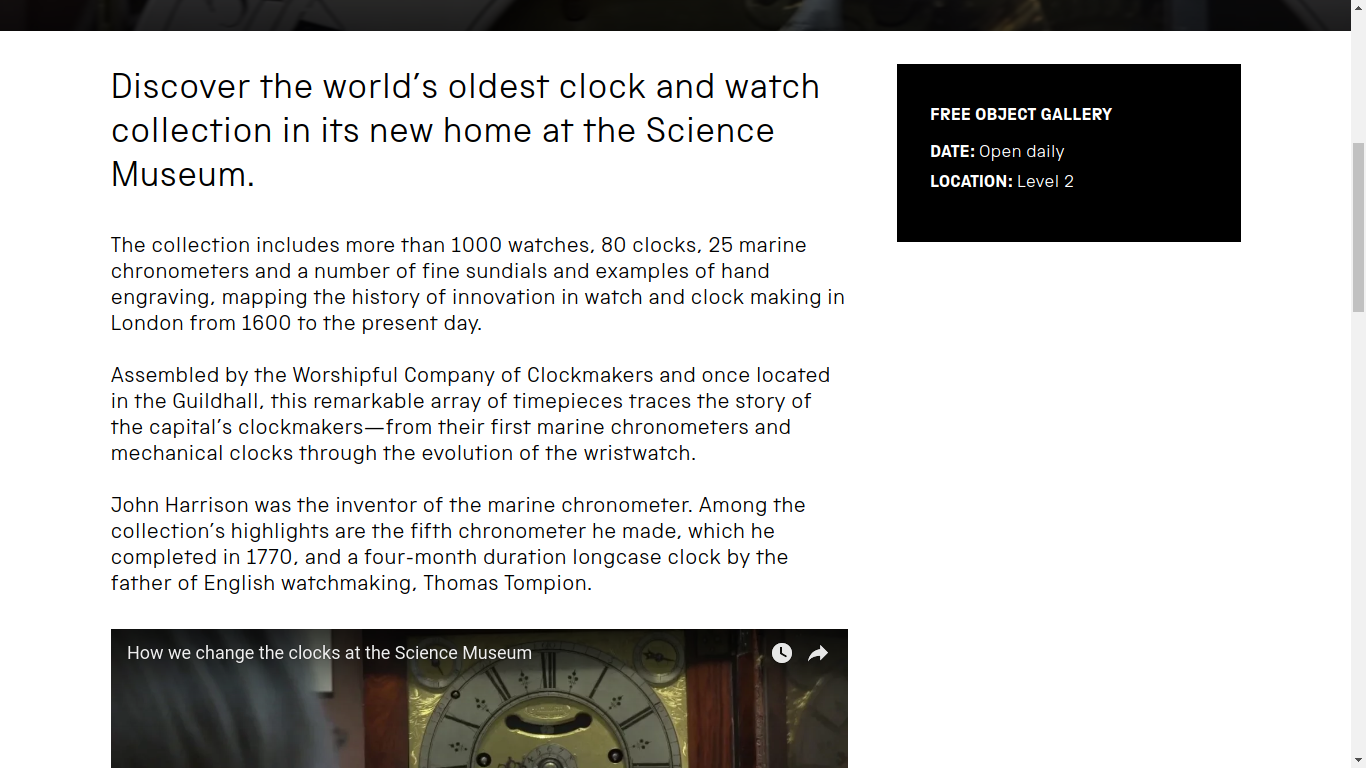 Discover the world’s oldest clock and watch
collection in its new home at the Science
Museum.
FREE OBJECT GALLERY
DATE: Open daily
LOCATION: Level 2
The collection includes more than 1000 watches, 80 clocks, 25 marine
chronometers and a number of fine sundials and examples of hand
engraving, mapping the history of innovation in watch and clock making in
London from 1600 to the present day.
Assembled by the Worshipful Company of Clockmakers and once located
in the Guildhall, this remarkable array of timepieces traces the story of
the capital’s clockmakers—from their first marine chronometers and
mechanical clocks through the evolution of the wristwatch.
John Harrison was the inventor of the marine chronometer. Among the
collection’s highlights are the fifth chronometer he made, which he
completed in 1770, and a four-month duration longcase clock by the
father of English watchmaking, Thomas Tompion.
How we change the clocks at the Science Museum